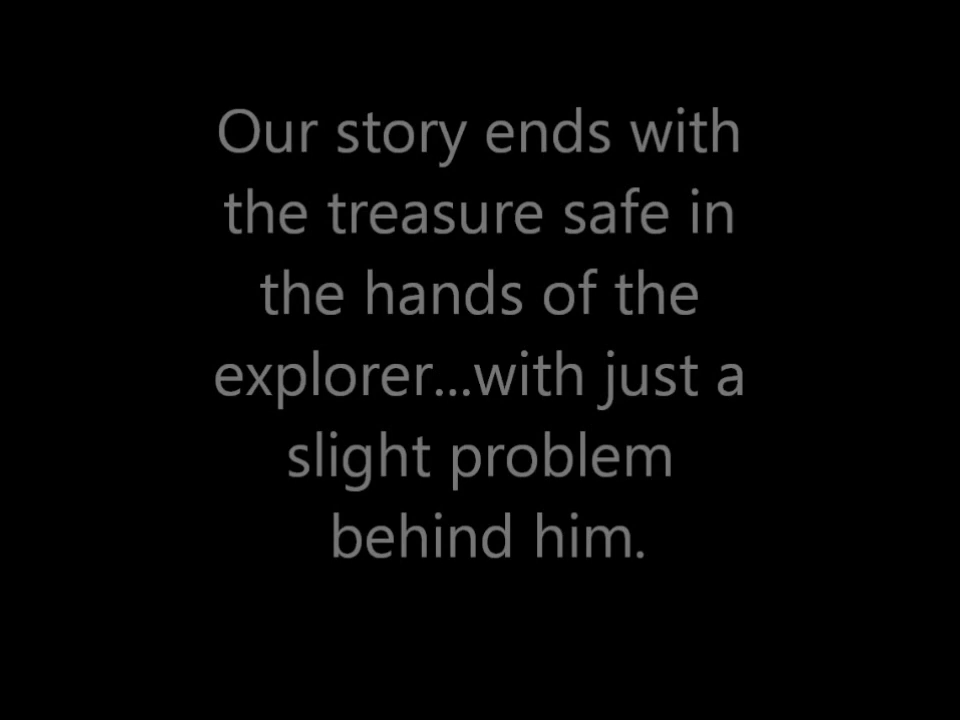 Our story ends with
the treasure safe in
the hands of the
explorer...with just a
slight problem
behind him.